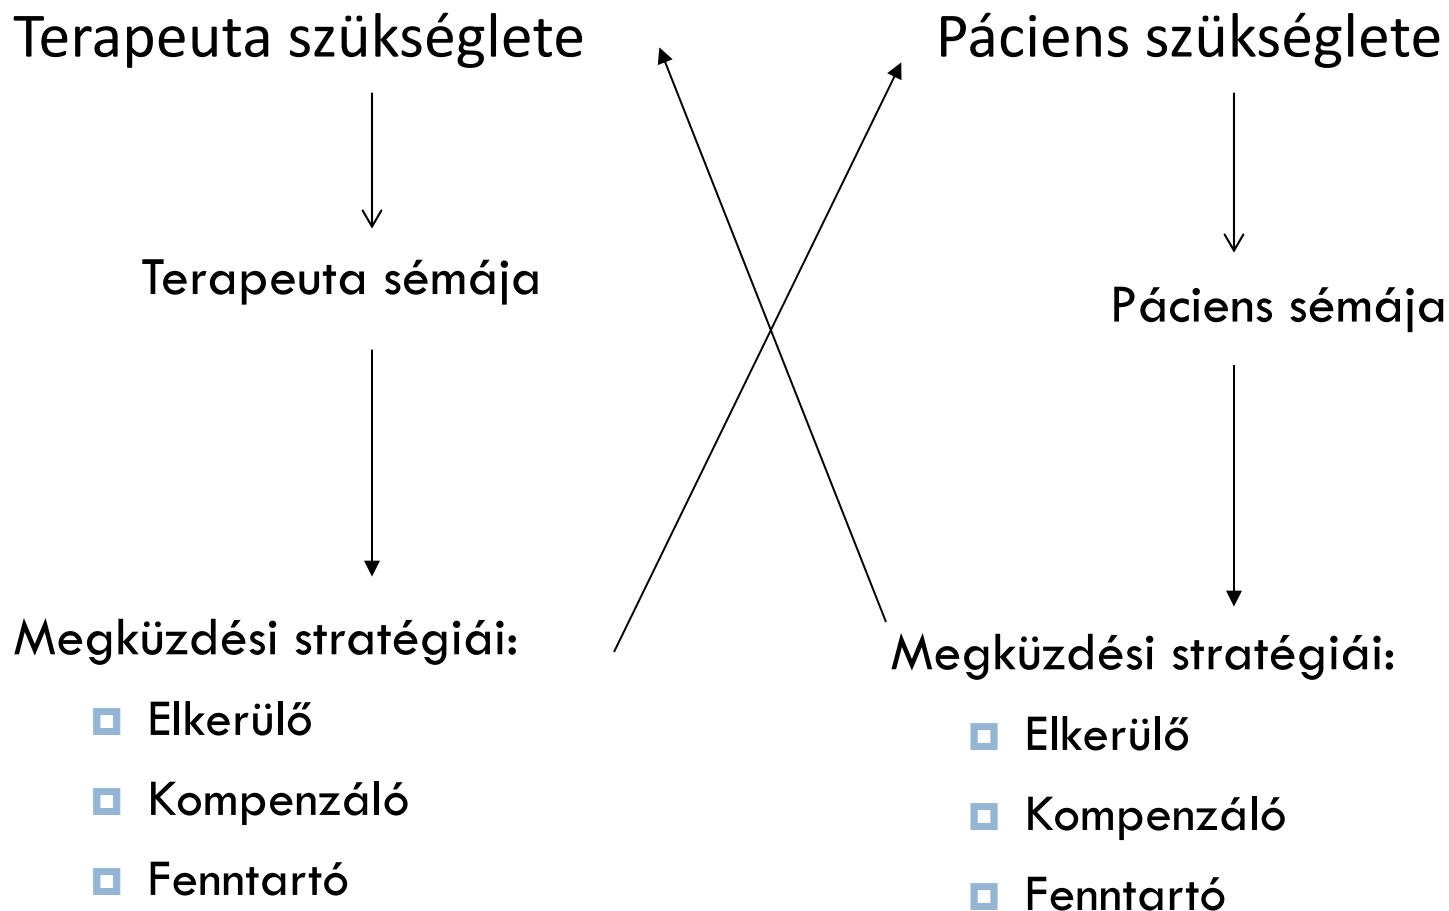 Terapeuta szükséglete
Páciens szükséglete
Terapeuta sémája
Páciens sémája
Megküzdési stratégiái:
Elkerülő
Kompenzáló
Fenntartó
Megküzdési stratégiái:
Elkerülő
Kompenzáló
Fenntartó